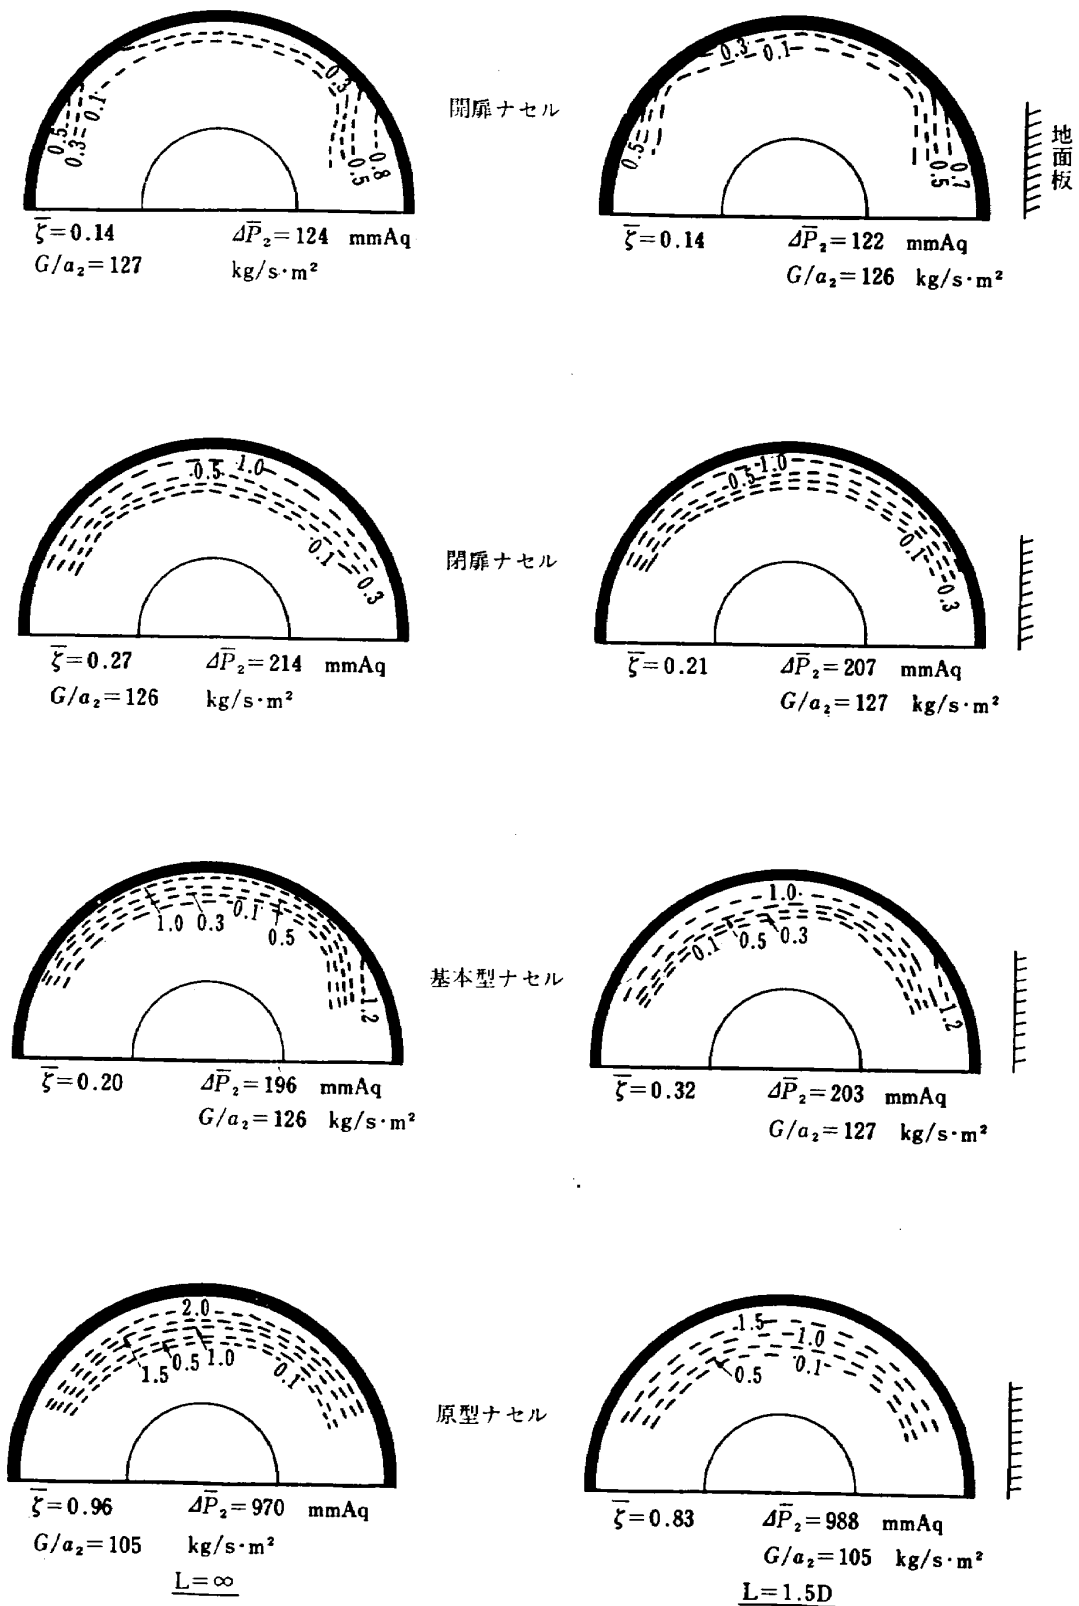 0.5
0.3
0.1
0.3
0.5
0.8
ζ̅=0.14 ΔP̅₂=124 mmAq
G/a₂=127 kg/s·m²
開扉ナセル
0.5
0.3
0.1
0.5
0.7
ζ̅=0.14 ΔP̅₂=122 mmAq
G/a₂=126 kg/s·m²
地面板
0.5
1.0
0.1
0.3
ζ̅=0.27 ΔP̅₂=214 mmAq
G/a₂=126 kg/s·m²
閉扉ナセル
0.5
1.0
0.1
0.3
ζ̅=0.21 ΔP̅₂=207 mmAq
G/a₂=127 kg/s·m²
1.0
0.3
0.1
0.5
1.2
ζ̅=0.20 ΔP̅₂=196 mmAq
G/a₂=126 kg/s·m²
基本型ナセル
1.0
0.1
0.5
0.3
1.2
ζ̅=0.32 ΔP̅₂=203 mmAq
G/a₂=127 kg/s·m²
2.0
1.5
0.5
1.0
0.1
ζ̅=0.96 ΔP̅₂=970 mmAq
G/a₂=105 kg/s·m²
L=∞
原型ナセル
1.5
1.0
0.5
0.1
ζ̅=0.83 ΔP̅₂=988 mmAq
G/a₂=105 kg/s·m²
L=1.5D